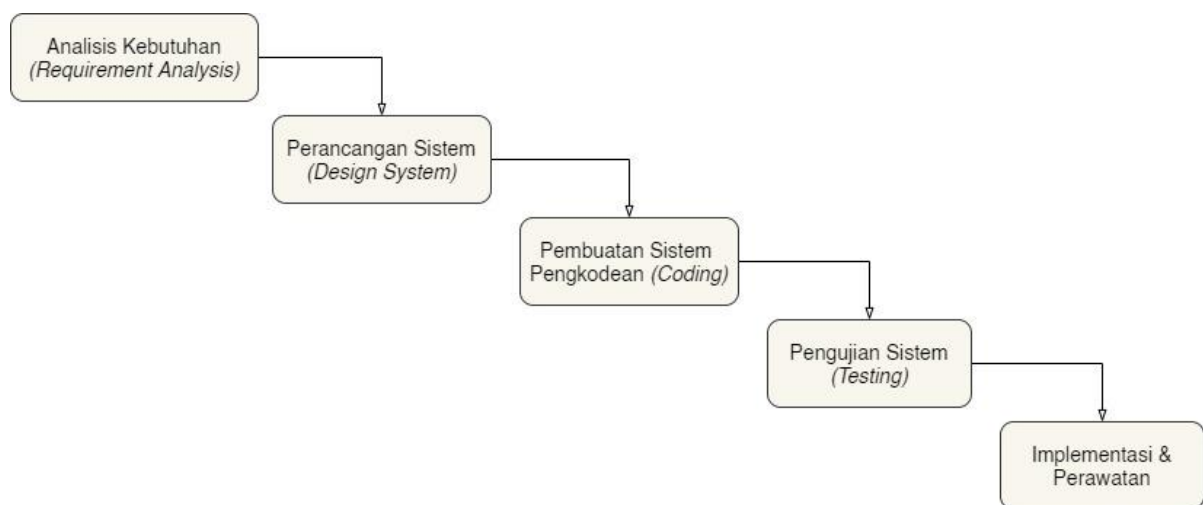 Analisis Kebutuhan
(Requirement Analysis)
Perancangan Sistem
(Design System)
Pembuatan Sistem
Pengkodean (Coding)
Pengujian Sistem
(Testing)
Implementasi &
Perawatan